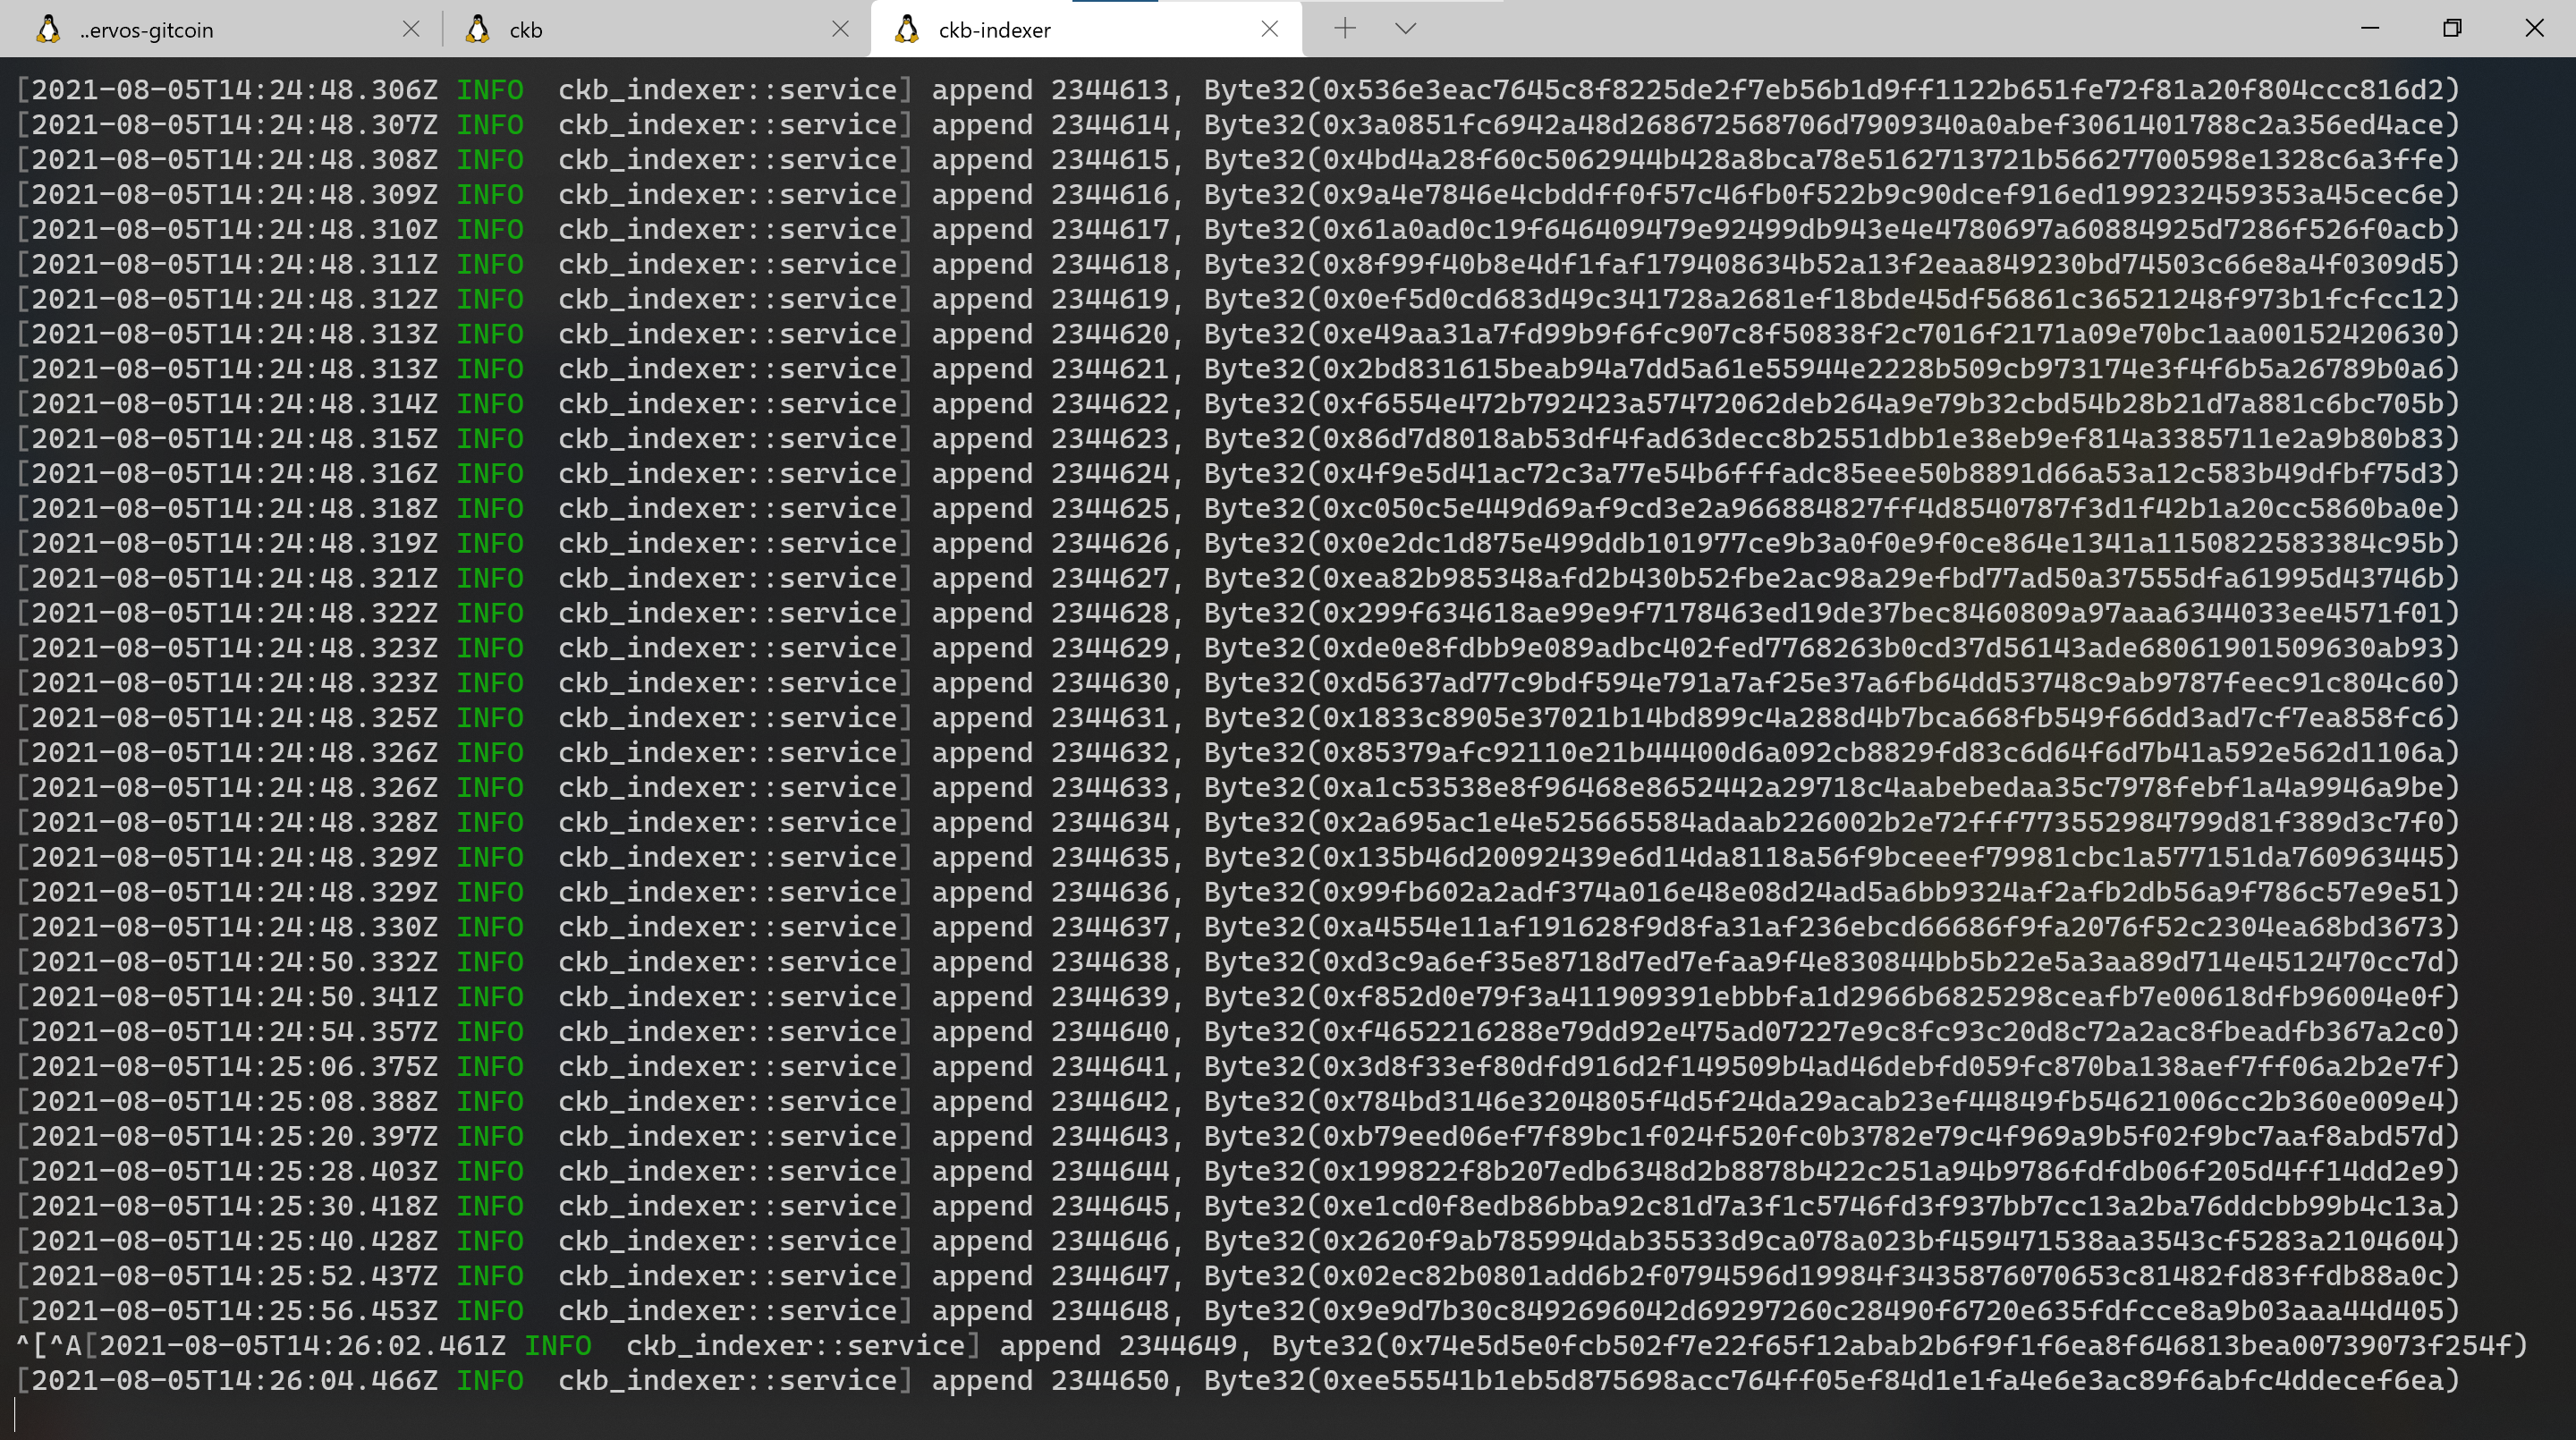 ..ervos-gitcoin
ckb
ckb-indexer
[2021-08-05T14:24:48.306Z INFO  ckb_indexer::service] append 2344613, Byte32(0x536e3eac7645c8f8225de2f7eb56b1d9ff1122b651fe72f81a20f804ccc816d2)
[2021-08-05T14:24:48.307Z INFO  ckb_indexer::service] append 2344614, Byte32(0x3a0851fc6942a48d268672568706d7909340a0abef3061401788c2a356ed4ace)
[2021-08-05T14:24:48.308Z INFO  ckb_indexer::service] append 2344615, Byte32(0x4bd4a28f60c5062944b428a8bca78e5162713721b56627700598e1328c6a3ffe)
[2021-08-05T14:24:48.309Z INFO  ckb_indexer::service] append 2344616, Byte32(0x9a4e7846e4cbddff0f57c46fb0f522b9c90dcef916ed199232459353a45cec6e)
[2021-08-05T14:24:48.310Z INFO  ckb_indexer::service] append 2344617, Byte32(0x61a0ad0c19f646409479e92499db943e4e4780697a60884925d7286f526f0acb)
[2021-08-05T14:24:48.311Z INFO  ckb_indexer::service] append 2344618, Byte32(0x8f99f40b8e4df1faf179408634b52a13f2eaa849230bd74503c66e8a4f0309d5)
[2021-08-05T14:24:48.312Z INFO  ckb_indexer::service] append 2344619, Byte32(0x0ef5d0cd683d49c341728a2681ef18bde45df56861c36521248f973b1fcfcc12)
[2021-08-05T14:24:48.313Z INFO  ckb_indexer::service] append 2344620, Byte32(0xe49aa31a7fd99b9f6fc907c8f50838f2c7016f2171a09e70bc1aa00152420630)
[2021-08-05T14:24:48.313Z INFO  ckb_indexer::service] append 2344621, Byte32(0x2bd831615beab94a7dd5a61e55944e2228b509cb973174e3f4f6b5a26789b0a6)
[2021-08-05T14:24:48.314Z INFO  ckb_indexer::service] append 2344622, Byte32(0xf6554e472b792423a57472062deb264a9e79b32cbd54b28b21d7a881c6bc705b)
[2021-08-05T14:24:48.315Z INFO  ckb_indexer::service] append 2344623, Byte32(0x86d7d8018ab53df4fad63decc8b2551dbb1e38eb9ef814a3385711e2a9b80b83)
[2021-08-05T14:24:48.316Z INFO  ckb_indexer::service] append 2344624, Byte32(0x4f9e5d41ac72c3a77e54b6fffadc85eee50b8891d66a53a12c583b49dfbf75d3)
[2021-08-05T14:24:48.318Z INFO  ckb_indexer::service] append 2344625, Byte32(0xc050c5e449d69af9cd3e2a966884827ff4d8540787f3d1f42b1a20cc5860ba0e)
[2021-08-05T14:24:48.319Z INFO  ckb_indexer::service] append 2344626, Byte32(0x0e2dc1d875e499ddb101977ce9b3a0f0e9f0ce864e1341a1150822583384c95b)
[2021-08-05T14:24:48.321Z INFO  ckb_indexer::service] append 2344627, Byte32(0xea82b985348afd2b430b52fbe2ac98a29efbd77ad50a37555dfa61995d43746b)
[2021-08-05T14:24:48.322Z INFO  ckb_indexer::service] append 2344628, Byte32(0x299f634618ae99e9f7178463ed19de37bec8460809a97aaa6344033ee4571f01)
[2021-08-05T14:24:48.323Z INFO  ckb_indexer::service] append 2344629, Byte32(0xde0e8fdbb9e089adbc402fed7768263b0cd37d56143ade68061901509630ab93)
[2021-08-05T14:24:48.323Z INFO  ckb_indexer::service] append 2344630, Byte32(0xd5637ad77c9bdf594e791a7af25e37a6fb64dd53748c9ab9787feec91c804c60)
[2021-08-05T14:24:48.325Z INFO  ckb_indexer::service] append 2344631, Byte32(0x1833c8905e37021b14bd899c4a288d4b7bca668fb549f66dd3ad7cf7ea858fc6)
[2021-08-05T14:24:48.326Z INFO  ckb_indexer::service] append 2344632, Byte32(0x85379afc92110e21b44400d6a092cb8829fd83c6d64f6d7b41a592e562d1106a)
[2021-08-05T14:24:48.326Z INFO  ckb_indexer::service] append 2344633, Byte32(0xa1c53538e8f96468e8652442a29718c4aabebedaa35c7978febf1a4a9946a9be)
[2021-08-05T14:24:48.328Z INFO  ckb_indexer::service] append 2344634, Byte32(0x2a695ac1e4e525665584adaab226002b2e72fff773552984799d81f389d3c7f0)
[2021-08-05T14:24:48.329Z INFO  ckb_indexer::service] append 2344635, Byte32(0x135b46d20092439e6d14da8118a56f9bceeef79981cbc1a577151da760963445)
[2021-08-05T14:24:48.329Z INFO  ckb_indexer::service] append 2344636, Byte32(0x99fb602a2adf374a016e48e08d24ad5a6bb9324af2afb2db56a9f786c57e9e51)
[2021-08-05T14:24:48.330Z INFO  ckb_indexer::service] append 2344637, Byte32(0xa4554e11af191628f9d8fa31af236ebcd66686f9fa2076f52c2304ea68bd3673)
[2021-08-05T14:24:50.332Z INFO  ckb_indexer::service] append 2344638, Byte32(0xd3c9a6ef35e8718d7ed7efaa9f4e830844bb5b22e5a3aa89d714e4512470cc7d)
[2021-08-05T14:24:50.341Z INFO  ckb_indexer::service] append 2344639, Byte32(0xf852d0e79f3a411909391ebbbfa1d2966b6825298ceafb7e00618dfb96004e0f)
[2021-08-05T14:24:54.357Z INFO  ckb_indexer::service] append 2344640, Byte32(0xf4652216288e79dd92e475ad07227e9c8fc93c20d8c72a2ac8fbeadfb367a2c0)
[2021-08-05T14:25:06.375Z INFO  ckb_indexer::service] append 2344641, Byte32(0x3d8f33ef80dfd916d2f149509b4ad46debfd059fc870ba138aef7ff06a2b2e7f)
[2021-08-05T14:25:08.388Z INFO  ckb_indexer::service] append 2344642, Byte32(0x784bd3146e3204805f4d5f24da29acab23ef44849fb54621006cc2b360e009e4)
[2021-08-05T14:25:20.397Z INFO  ckb_indexer::service] append 2344643, Byte32(0xb79eed06ef7f89bc1f024f520fc0b3782e79c4f969a9b5f02f9bc7aaf8abd57d)
[2021-08-05T14:25:28.403Z INFO  ckb_indexer::service] append 2344644, Byte32(0x199822f8b207edb6348d2b8878b422c251a94b9786fdfdb06f205d4ff14dd2e9)
[2021-08-05T14:25:30.418Z INFO  ckb_indexer::service] append 2344645, Byte32(0xe1cd0f8edb86bba92c81d7a3f1c5746fd3f937bb7cc13a2ba76ddcbb99b4c13a)
[2021-08-05T14:25:40.428Z INFO  ckb_indexer::service] append 2344646, Byte32(0x2620f9ab785994dab35533d9ca078a023bf459471538aa3543cf5283a2104604)
[2021-08-05T14:25:52.437Z INFO  ckb_indexer::service] append 2344647, Byte32(0x02ec82b0801add6b2f0794596d19984f3435876070653c81482fd83ffdb88a0c)
[2021-08-05T14:25:56.453Z INFO  ckb_indexer::service] append 2344648, Byte32(0x9e9d7b30c8492696042d69297260c28490f6720e635fdfcce8a9b03aaa44d405)
^[^A[2021-08-05T14:26:02.461Z INFO  ckb_indexer::service] append 2344649, Byte32(0x74e5d5e0fcb502f7e22f65f12abab2b6f9f1f6ea8f646813bea00739073f254f)
[2021-08-05T14:26:04.466Z INFO  ckb_indexer::service] append 2344650, Byte32(0xee55541b1eb5d875698acc764ff05ef84d1e1fa4e6e3ac89f6abfc4ddecef6ea)